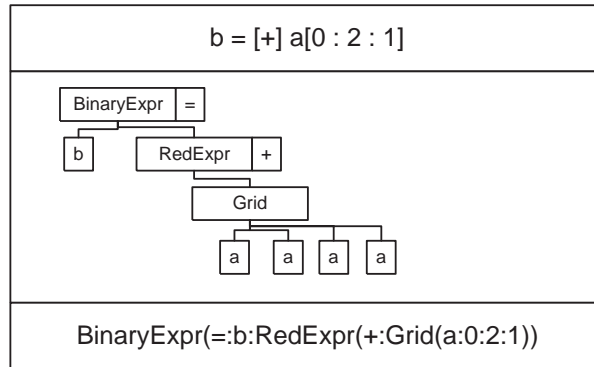 b = [+] a[0 : 2 : 1]
BinaryExpr =
b RedExpr +
Grid
a a a a
BinaryExpr(=:b:RedExpr(+:Grid(a:0:2:1))